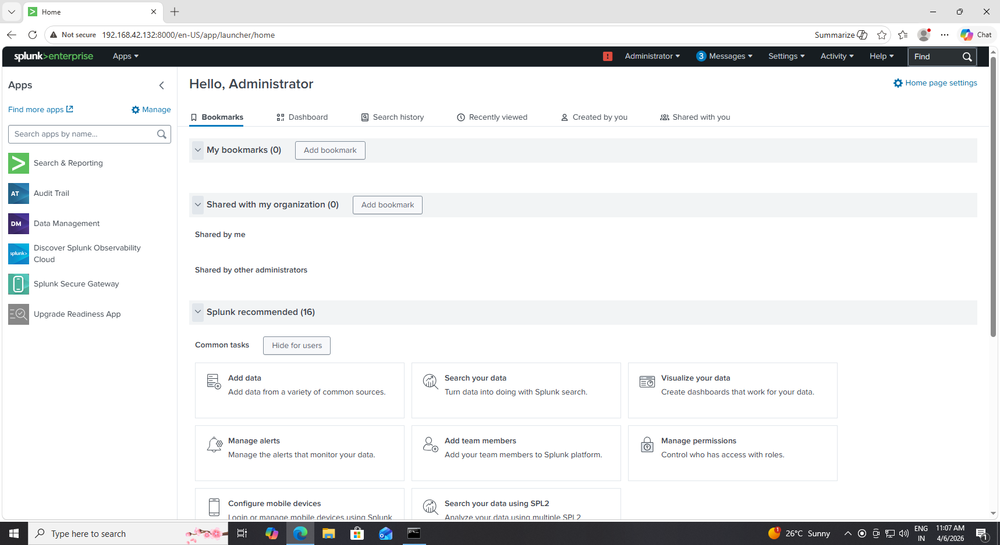 Home
Not secure 192.168.42.132:8000/en-US/app/launcher/home Summarize Chat
splunk>enterprise Apps ! Administrator 3 Messages Settings Activity Help Find
Apps
Find more apps Manage
Search apps by name...
Search & Reporting
AT Audit Trail
DM Data Management
splunk> Discover Splunk Observability
Cloud
Splunk Secure Gateway
Upgrade Readiness App
Hello, Administrator
Home page settings
Bookmarks Dashboard Search history Recently viewed Created by you Shared with you
My bookmarks (0) Add bookmark
Shared with my organization (0) Add bookmark
Shared by me
Shared by other administrators
Splunk recommended (16)
Common tasks Hide for users
Add data
Add data from a variety of common sources.
Search your data
Turn data into doing with Splunk search.
Visualize your data
Create dashboards that work for your data.
Manage alerts
Manage the alerts that monitor your data.
Add team members
Add your team members to Splunk platform.
Manage permissions
Control who has access with roles.
Configure mobile devices
Login or manage mobile devices using Splunk
Search your data using SPL2
Analyze your data using multiple SPL2
Type here to search
1 26°C Sunny
ENG
IN
11:07 AM
4/6/2026
1